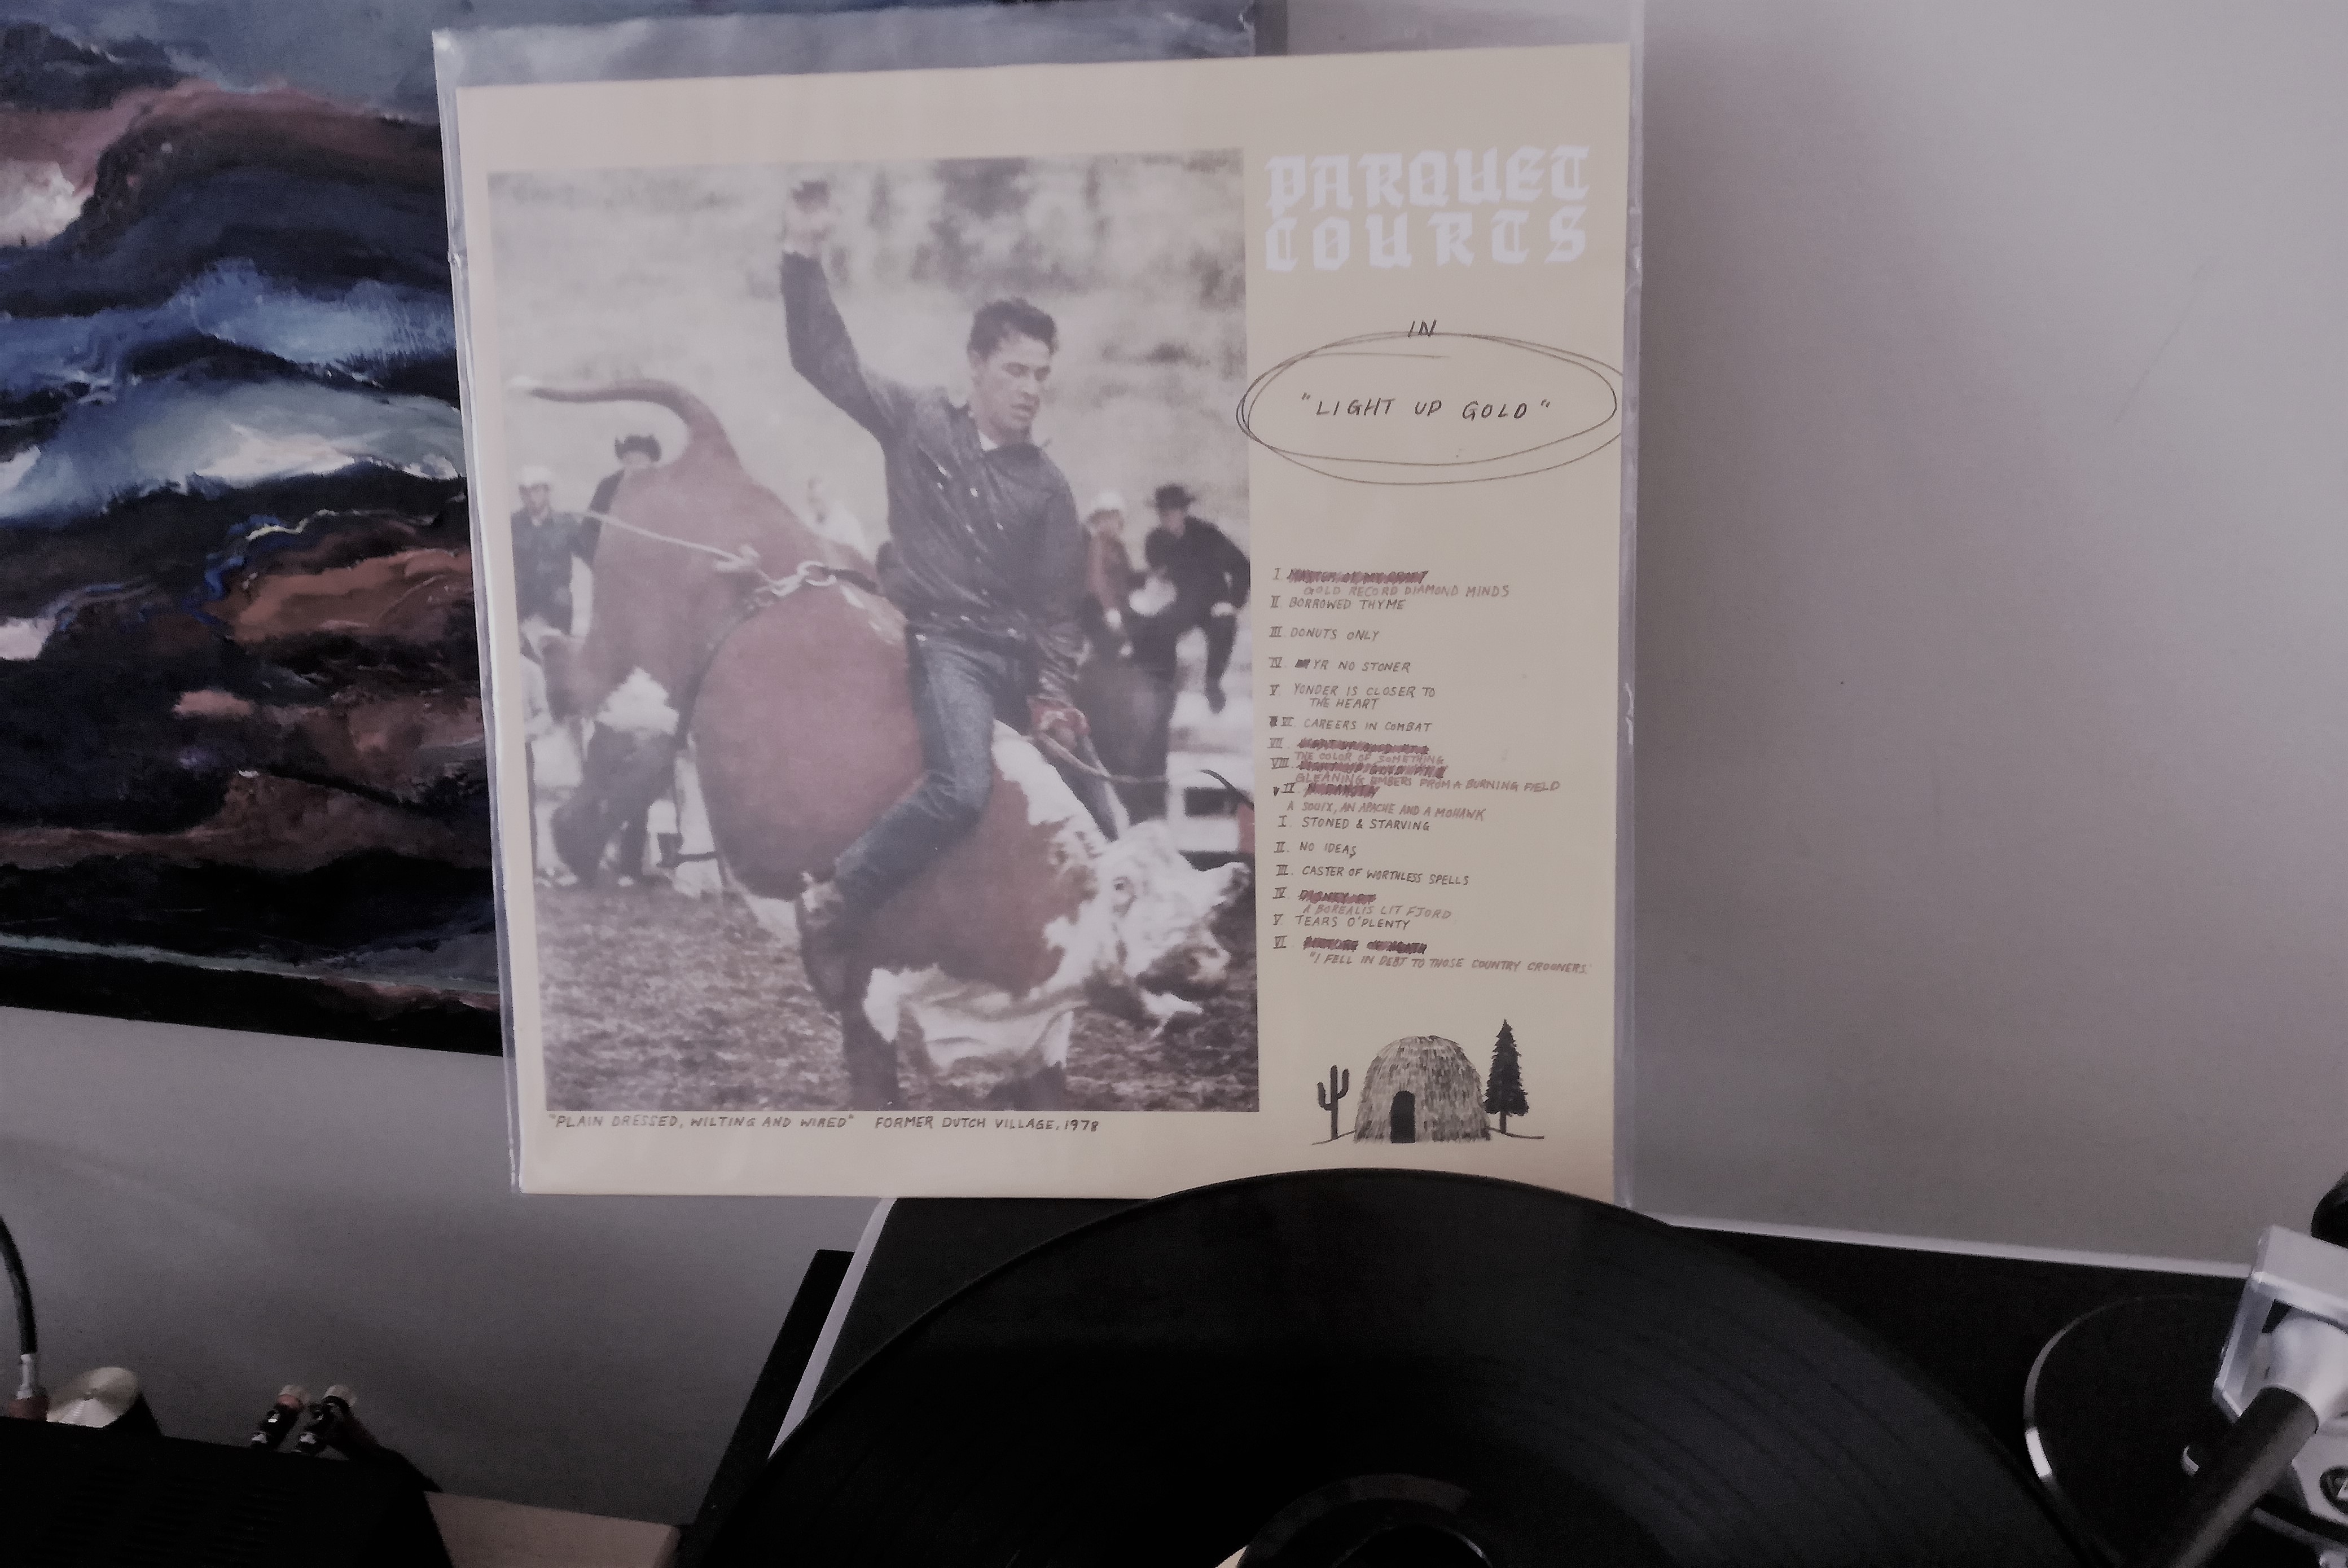 PARQUET
COURTS
IN
"LIGHT UP GOLD"
I.
GOLD RECORD DIAMOND MINDS
II. BORROWED THYME
III. DONUTS ONLY
IV. YR NO STONER
V. YONDER IS CLOSER TO
THE HEART
VI. CAREERS IN COMBAT
VII.
THE COLOR OF SOMETHING
VIII.
GLEANING EMBERS FROM A BURNING FIELD
A SOUIX, AN APACHE AND A MOHAWK
I. STONED & STARVING
II. NO IDEAS
III. CASTER OF WORTHLESS SPELLS
IV.
A BOREALIS LIT FJORD
V. TEARS O'PLENTY
VI.
"I FELL IN DEBT TO THOSE COUNTRY CROONERS."
"PLAIN DRESSED, WILTING AND WIRED" FORMER DUTCH VILLAGE, 1978